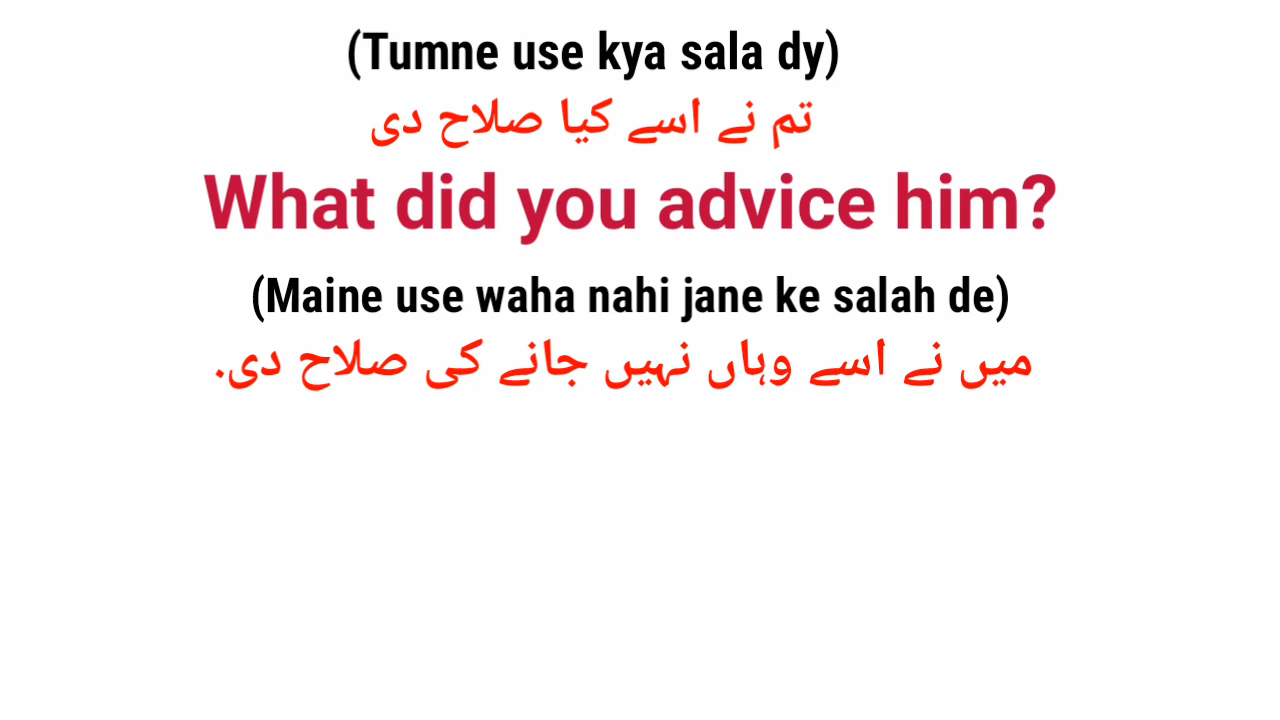 (Tumne use kya sala dy)
تم نے اسے کیا صلاح دی
What did you advice him?
(Maine use waha nahi jane ke salah de)
میں نے اُسے وہاں نہیں جانے کی صلاح دی.